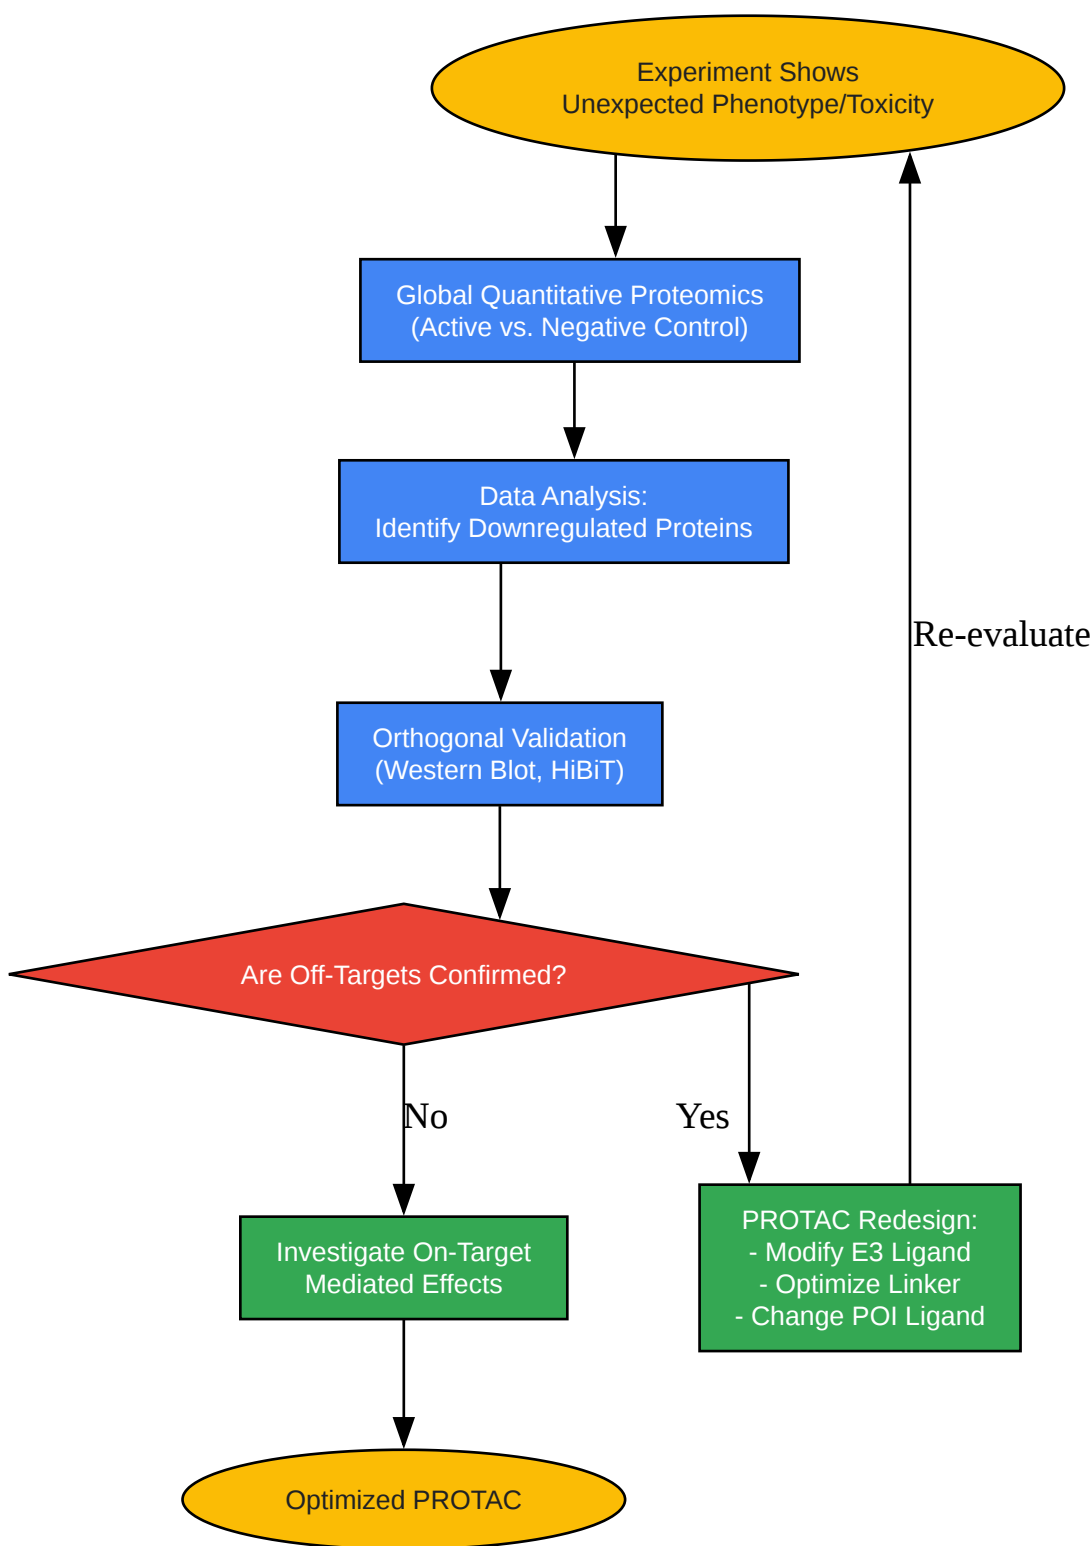 Experiment Shows
Unexpected Phenotype/Toxicity
Global Quantitative Proteomics
(Active vs. Negative Control)
Data Analysis:
Identify Downregulated Proteins
Re-evaluate
Orthogonal Validation
(Western Blot, HiBiT)
Are Off-Targets Confirmed?
No
Yes
Investigate On-Target
Mediated Effects
PROTAC Redesign:
- Modify E3 Ligand
- Optimize Linker
- Change POI Ligand
Optimized PROTAC